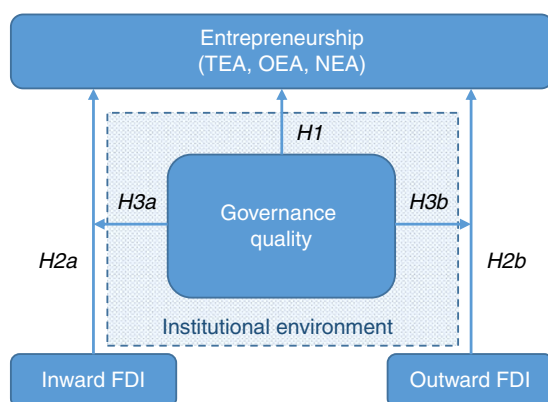 Entrepreneurship
(TEA, OEA, NEA)
H1
H3a
Governance
quality
H3b
H2a
H2b
Institutional environment
Inward FDI
Outward FDI